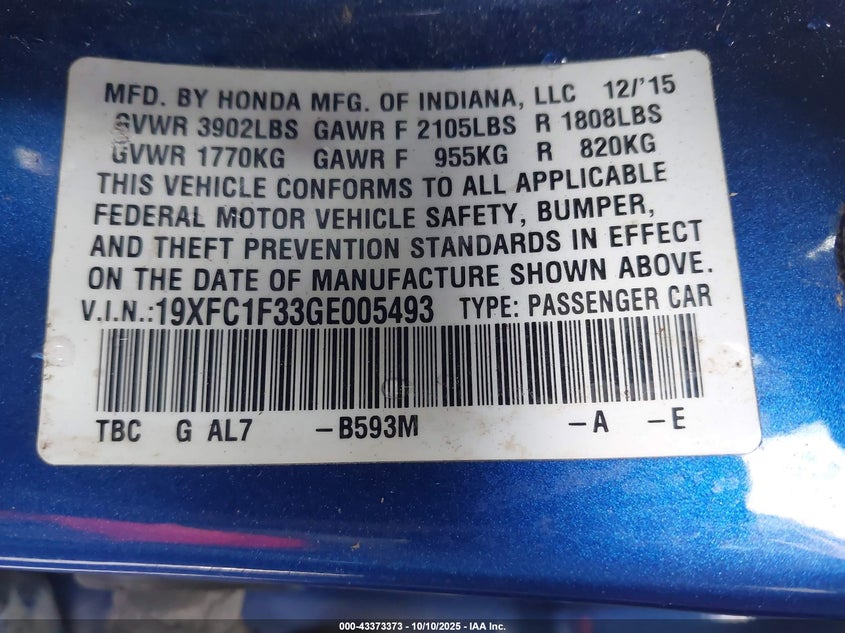 MFD. BY HONDA MFG. OF INDIANA, LLC 12/'15
GVWR 3902LBS GAWR F 2105LBS R 1808LBS
GVWR 1770KG GAWR F 955KG R 820KG
THIS VEHICLE CONFORMS TO ALL APPLICABLE
FEDERAL MOTOR VEHICLE SAFETY, BUMPER,
AND THEFT PREVENTION STANDARDS IN EFFECT
ON THE DATE OF MANUFACTURE SHOWN ABOVE.
V.I.N.:19XFC1F33GE005493 TYPE: PASSENGER CAR
TBC G AL7 -B593M -A -E
000-43373373 - 10/10/2025 - IAA Inc.